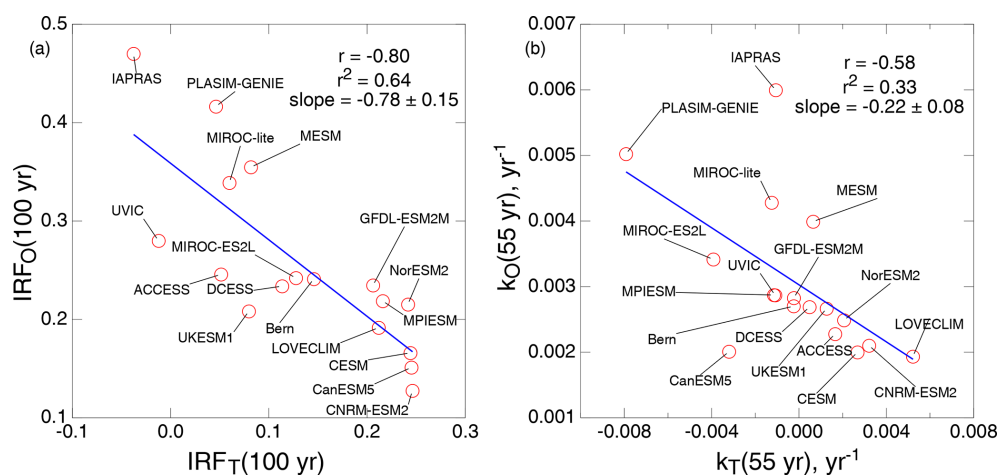 (a)
r = -0.80
r² = 0.64
slope = -0.78 ± 0.15
IAPRAS
PLASIM-GENIE
MIROC-lite
MESM
UVIC
GFDL-ESM2M
MIROC-ES2L
NorESM2
ACCESS
DCESS
MPIESM
UKESM1
Bern
LOVECLIM
CESM
CanESM5
CNRM-ESM2
0.5
0.4
0.3
0.2
0.1
-0.1
0.0
0.1
0.2
0.3
0.4
IRF_O(100 yr)
IRF_T(100 yr)
(b)
r = -0.58
r² = 0.33
slope = -0.22 ± 0.08
IAPRAS
PLASIM-GENIE
MIROC-lite
MESM
MIROC-ES2L
GFDL-ESM2M
UVIC
NorESM2
MPIESM
Bern
DCESS
ACCESS
LOVECLIM
UKESM1
CanESM5
CESM
CNRM-ESM2
0.007
0.006
0.005
0.004
0.003
0.002
0.001
-0.008
-0.004
0.000
0.004
0.008
k_O(55 yr), yr⁻¹
k_T(55 yr), yr⁻¹